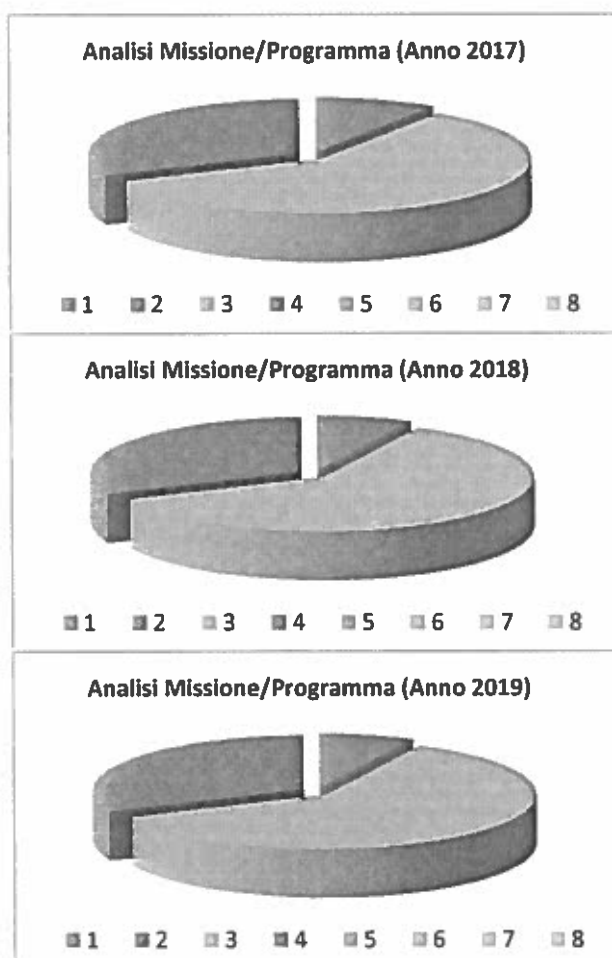 Analisi Missione/Programma (Anno 2017)
1 2 3 4 5 6 7 8
Analisi Missione/Programma (Anno 2018)
1 2 3 4 5 6 7 8
Analisi Missione/Programma (Anno 2019)
1 2 3 4 5 6 7 8